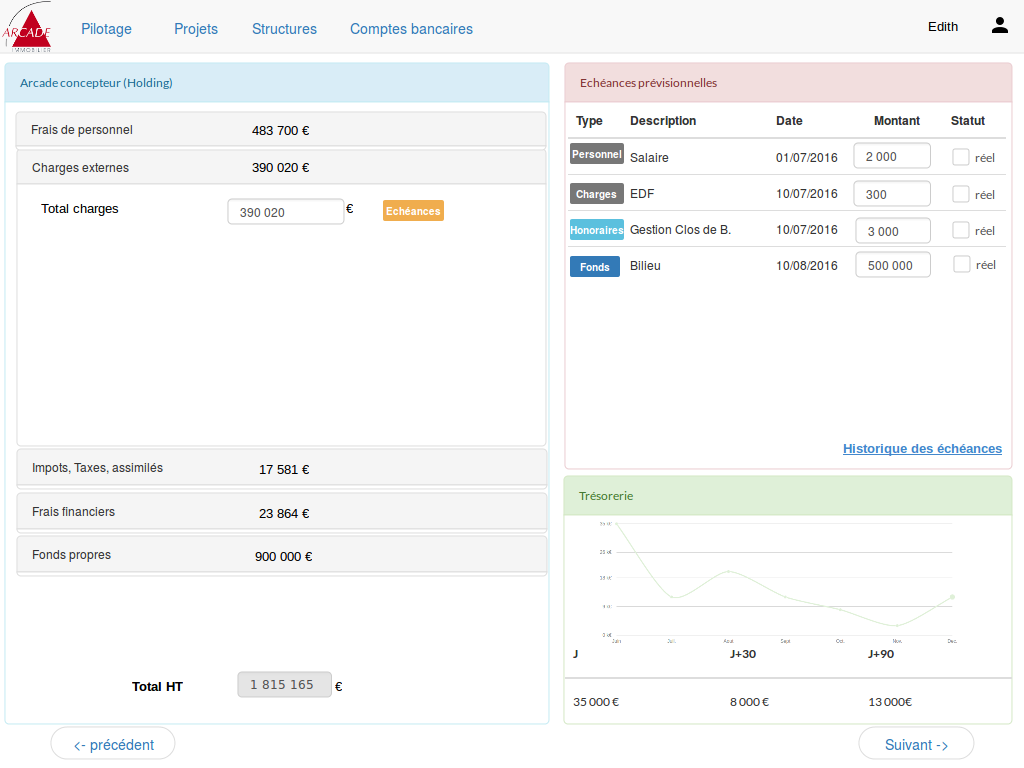 ARCADE
IMMOBILIER
Pilotage
Projets
Structures
Comptes bancaires
Edith
Arcade concepteur (Holding)
Frais de personnel 483 700 €
Charges externes 390 020 €
Total charges 390 020 € Echéances
Impots, Taxes, assimilés 17 581 €
Frais financiers 23 864 €
Fonds propres 900 000 €
Total HT 1 815 165 €
<- précédent
Echéances prévisionnelles
Type Description Date Montant Statut
Personnel Salaire 01/07/2016 2 000 réel
Charges EDF 10/07/2016 300 réel
Honoraires Gestion Clos de B. 10/07/2016 3 000 réel
Fonds Bilieu 10/08/2016 500 000 réel
Historique des échéances
Trésorerie
J J+30 J+90
35 000 € 8 000 € 13 000€
Suivant ->